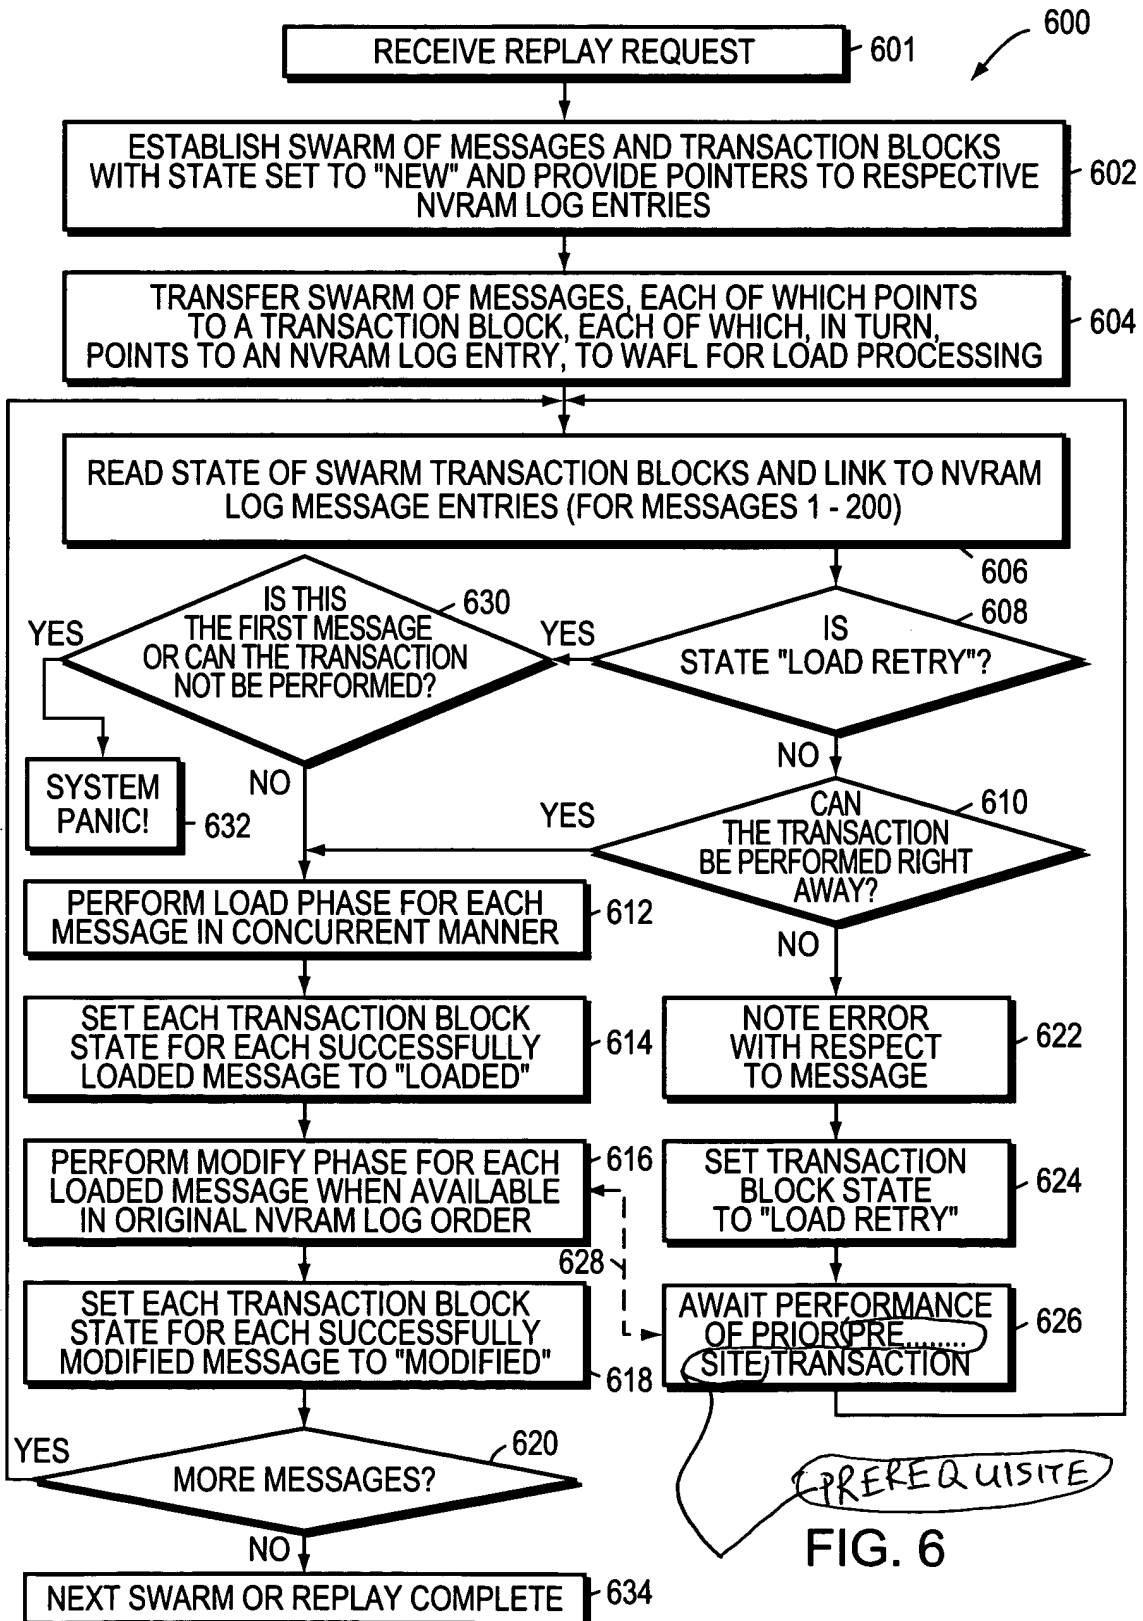 600
RECEIVE REPLAY REQUEST
601
ESTABLISH SWARM OF MESSAGES AND TRANSACTION BLOCKS
WITH STATE SET TO "NEW" AND PROVIDE POINTERS TO RESPECTIVE
NVRAM LOG ENTRIES
602
TRANSFER SWARM OF MESSAGES, EACH OF WHICH POINTS
TO A TRANSACTION BLOCK, EACH OF WHICH, IN TURN,
POINTS TO AN NVRAM LOG ENTRY, TO WAFL FOR LOAD PROCESSING
604
READ STATE OF SWARM TRANSACTION BLOCKS AND LINK TO NVRAM
LOG MESSAGE ENTRIES (FOR MESSAGES 1 - 200)
606
IS
STATE "LOAD RETRY"?
608
YES
NO
IS THIS
THE FIRST MESSAGE
OR CAN THE TRANSACTION
NOT BE PERFORMED?
630
YES
NO
SYSTEM
PANIC!
632
CAN
THE TRANSACTION
BE PERFORMED RIGHT
AWAY?
610
YES
NO
PERFORM LOAD PHASE FOR EACH
MESSAGE IN CONCURRENT MANNER
612
SET EACH TRANSACTION BLOCK
STATE FOR EACH SUCCESSFULLY
LOADED MESSAGE TO "LOADED"
614
NOTE ERROR
WITH RESPECT
TO MESSAGE
622
PERFORM MODIFY PHASE FOR EACH
LOADED MESSAGE WHEN AVAILABLE
IN ORIGINAL NVRAM LOG ORDER
616
SET TRANSACTION
BLOCK STATE
TO "LOAD RETRY"
624
628
SET EACH TRANSACTION BLOCK
STATE FOR EACH SUCCESSFULLY
MODIFIED MESSAGE TO "MODIFIED"
618
AWAIT PERFORMANCE
OF PRIOR PRE.......
SITE TRANSACTION
626
MORE MESSAGES?
620
YES
NO
PREREQUISITE
NEXT SWARM OR REPLAY COMPLETE
634
FIG. 6